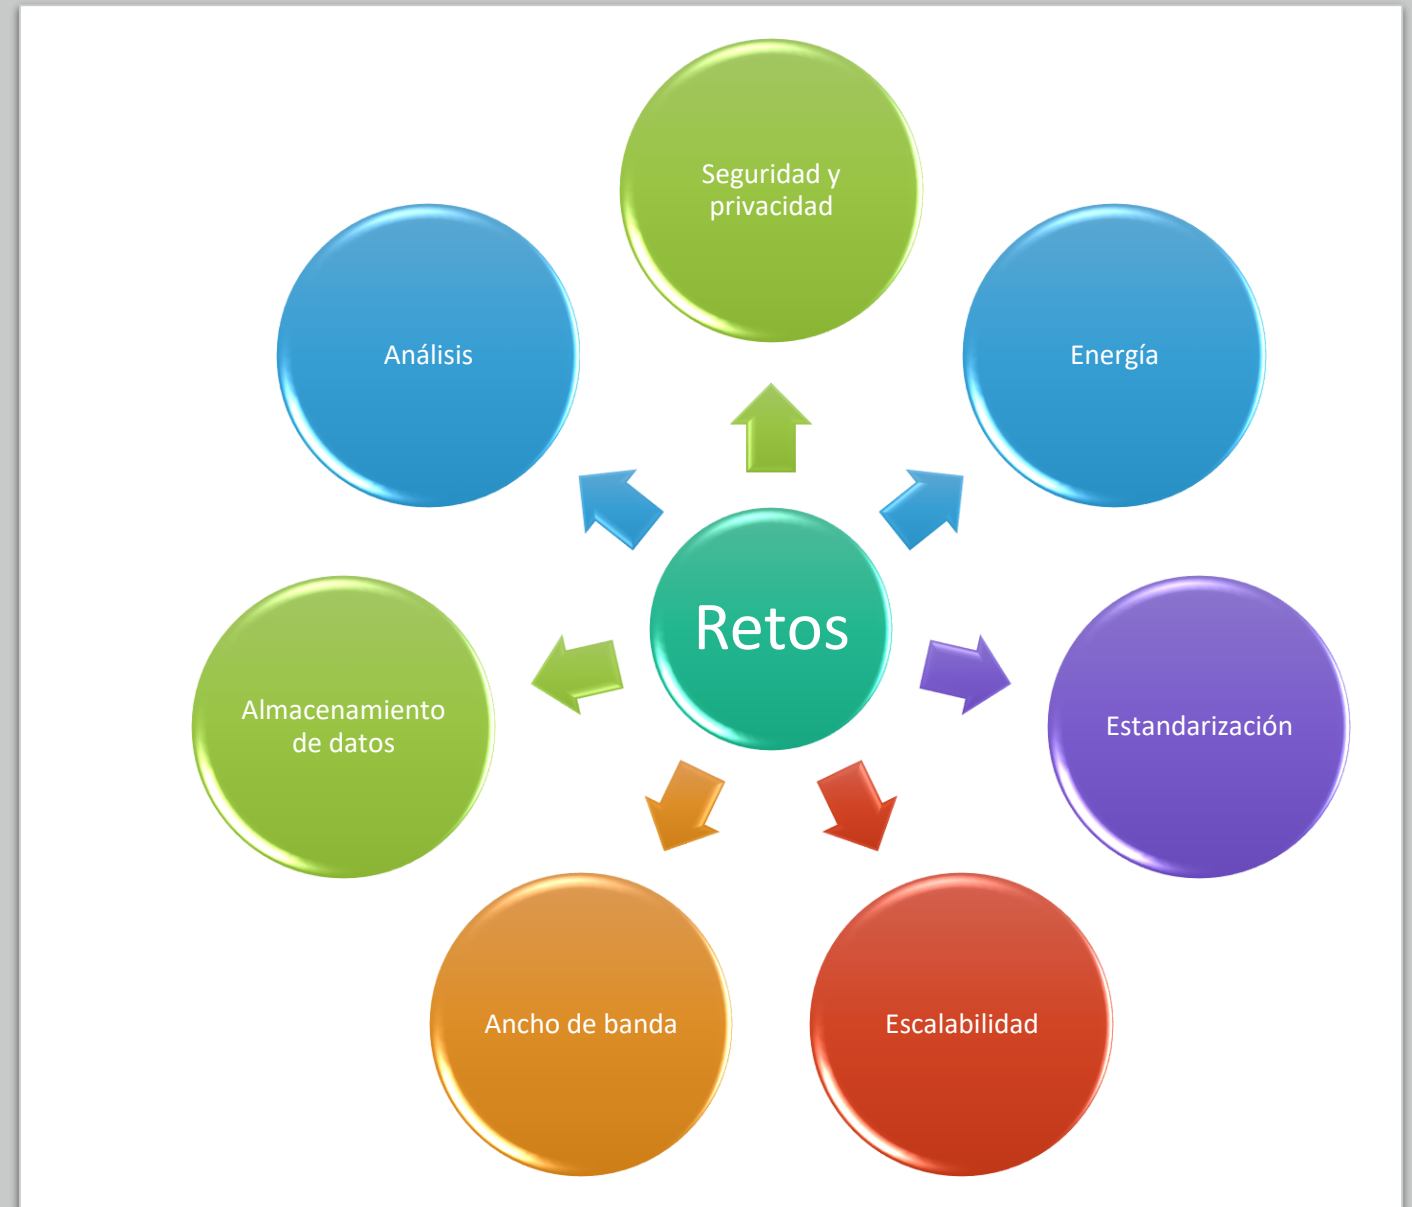 Seguridad y
privacidad
Análisis
Energía
Retos
Almacenamiento
de datos
Estandarización
Ancho de banda
Escalabilidad